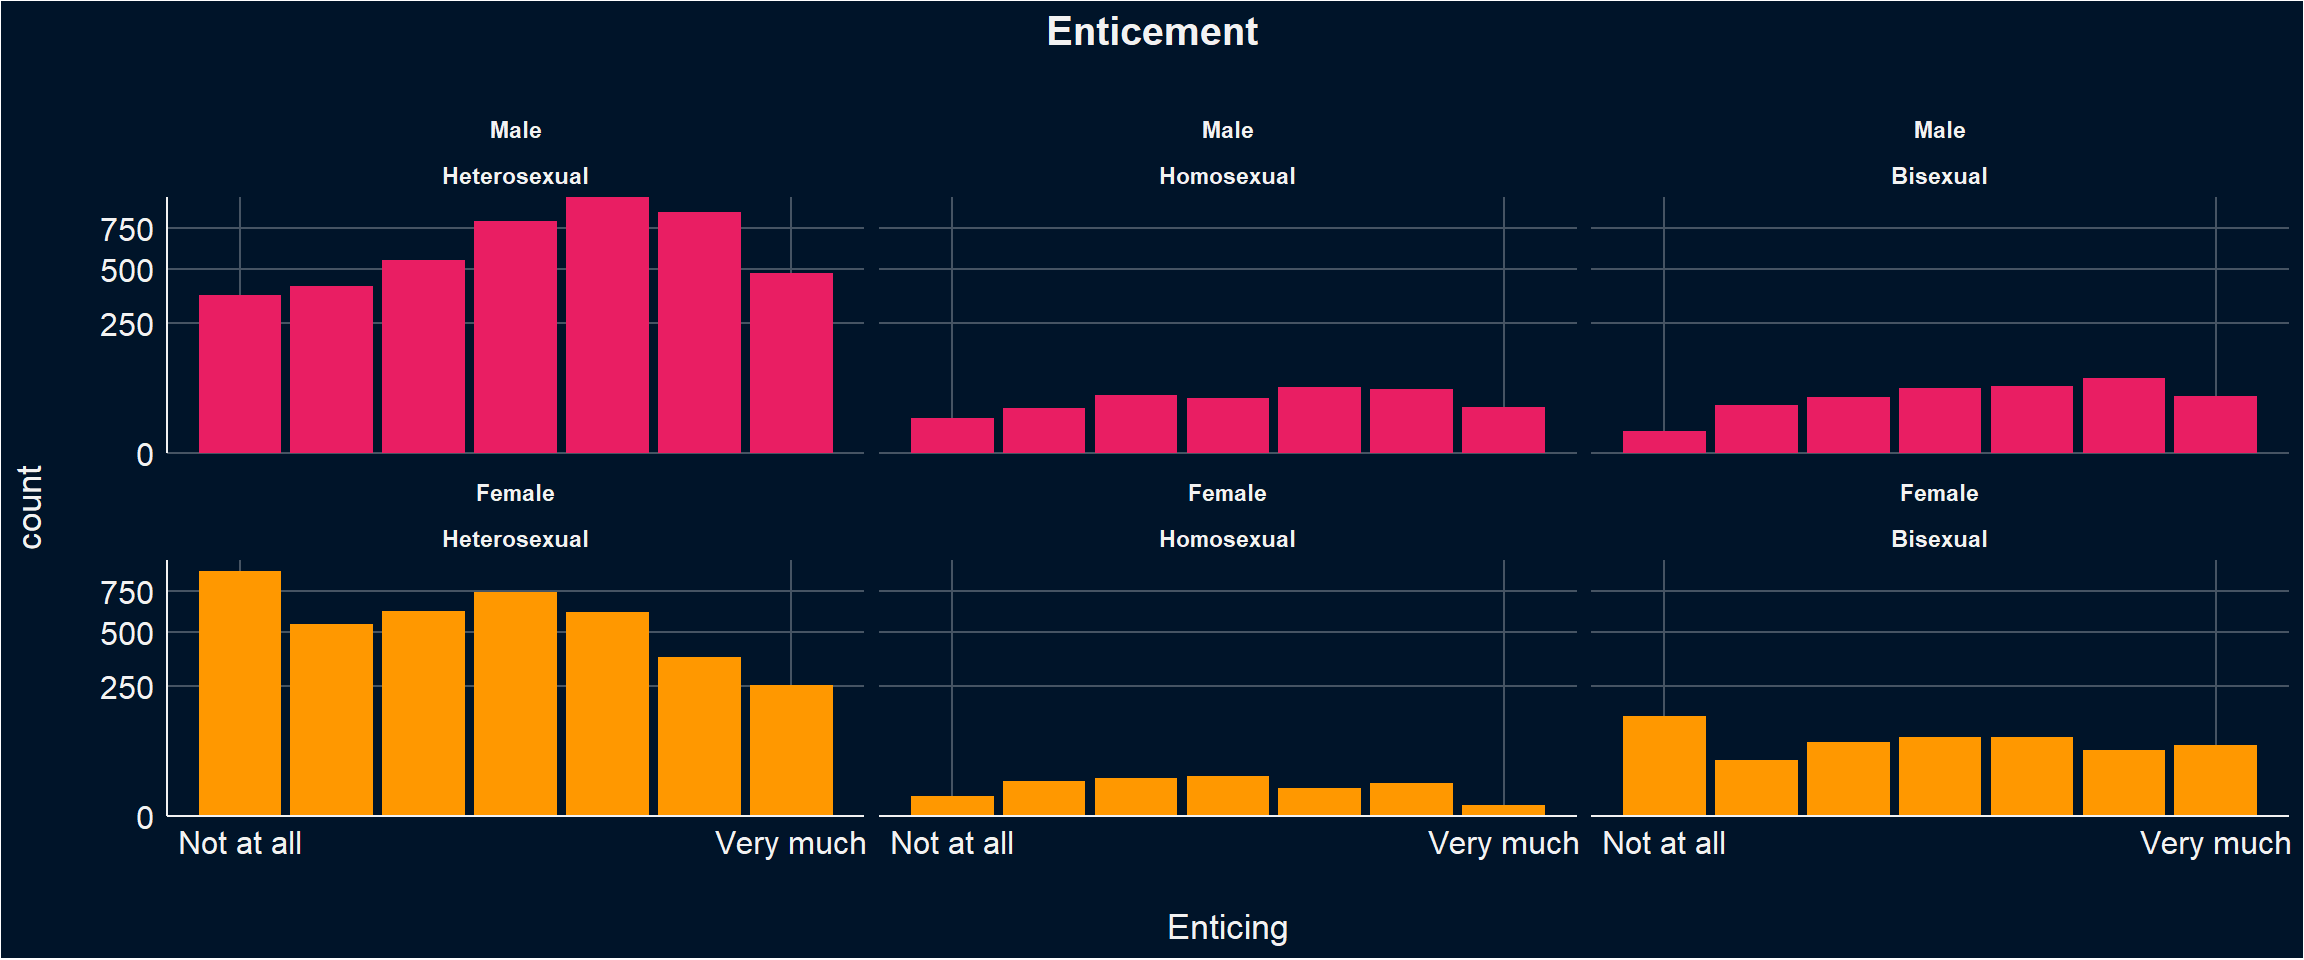 Enticement
Male
Male
Male
Heterosexual
Homosexual
Bisexual
750
500
250
0
count
Female
Female
Female
Heterosexual
Homosexual
Bisexual
750
500
250
0
Not at all
Very much
Not at all
Very much
Not at all
Very much
Enticing